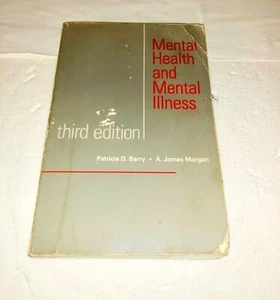 Mental
Health
and
Mental
Illness
third edition
Patricia D. Barry • A. James Morgan